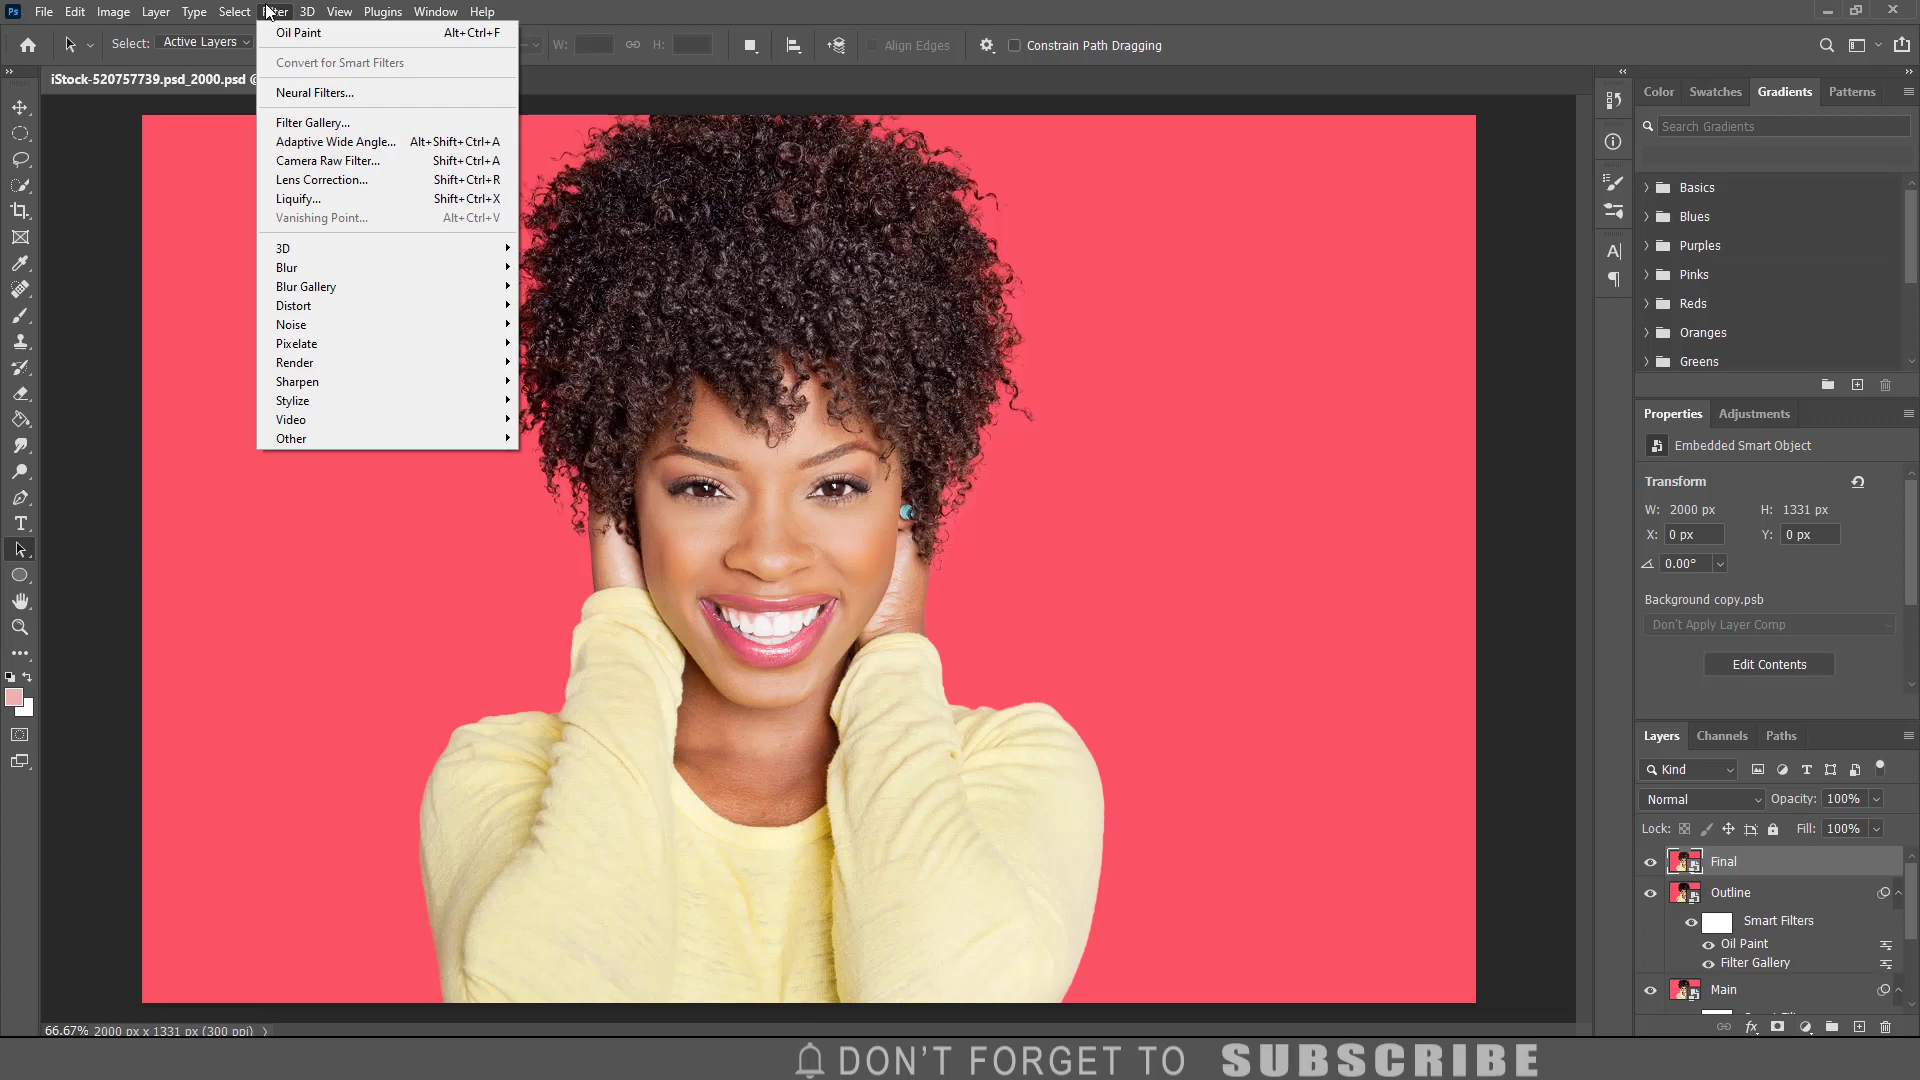 Ps File Edit Image Layer Type Select Filter 3D View Plugins Window Help
Select: Active Layers W: H: Align Edges Constrain Path Dragging
iStock-520757739.psd_2000.psd @
Oil Paint Alt+Ctrl+F
Convert for Smart Filters
Neural Filters...
Filter Gallery...
Adaptive Wide Angle... Alt+Shift+Ctrl+A
Camera Raw Filter... Shift+Ctrl+A
Lens Correction... Shift+Ctrl+R
Liquify... Shift+Ctrl+X
Vanishing Point... Alt+Ctrl+V
3D
Blur
Blur Gallery
Distort
Noise
Pixelate
Render
Sharpen
Stylize
Video
Other
Color Swatches Gradients Patterns
Search Gradients
Basics
Blues
Purples
Pinks
Reds
Oranges
Greens
Properties Adjustments
Embedded Smart Object
Transform
W: 2000 px H: 1331 px
X: 0 px Y: 0 px
0.00°
Background copy.psb
Don't Apply Layer Comp
Edit Contents
Layers Channels Paths
Kind
Normal Opacity: 100%
Lock: Fill: 100%
Final
Outline
Smart Filters
Oil Paint
Filter Gallery
Main
66.67% 2000 px x 1331 px (300 ppi)
DON'T FORGET TO SUBSCRIBE